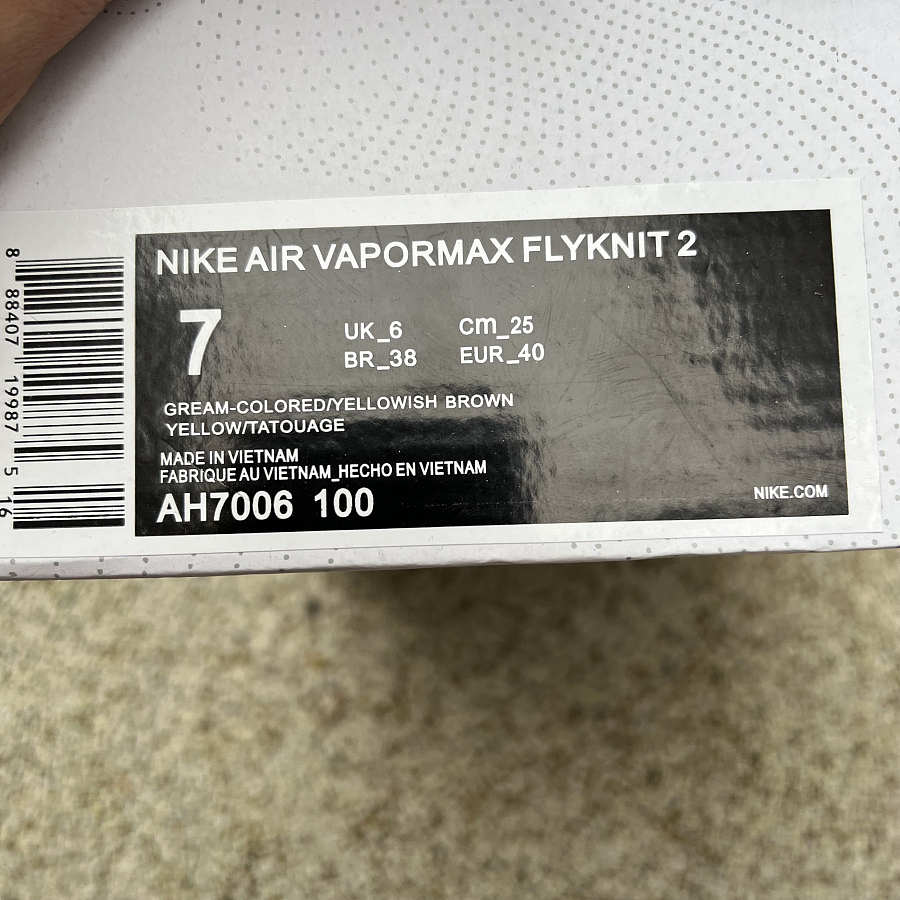 NIKE AIR VAPORMAX FLYKNIT 2
7
UK_6 Cm_25
BR_38 EUR_40
GREAM-COLORED/YELLOWISH BROWN
YELLOW/TATOUAGE
MADE IN VIETNAM
FABRIQUE AU VIETNAM_HECHO EN VIETNAM
AH7006 100
NIKE.COM
8 88407 19987 5 16